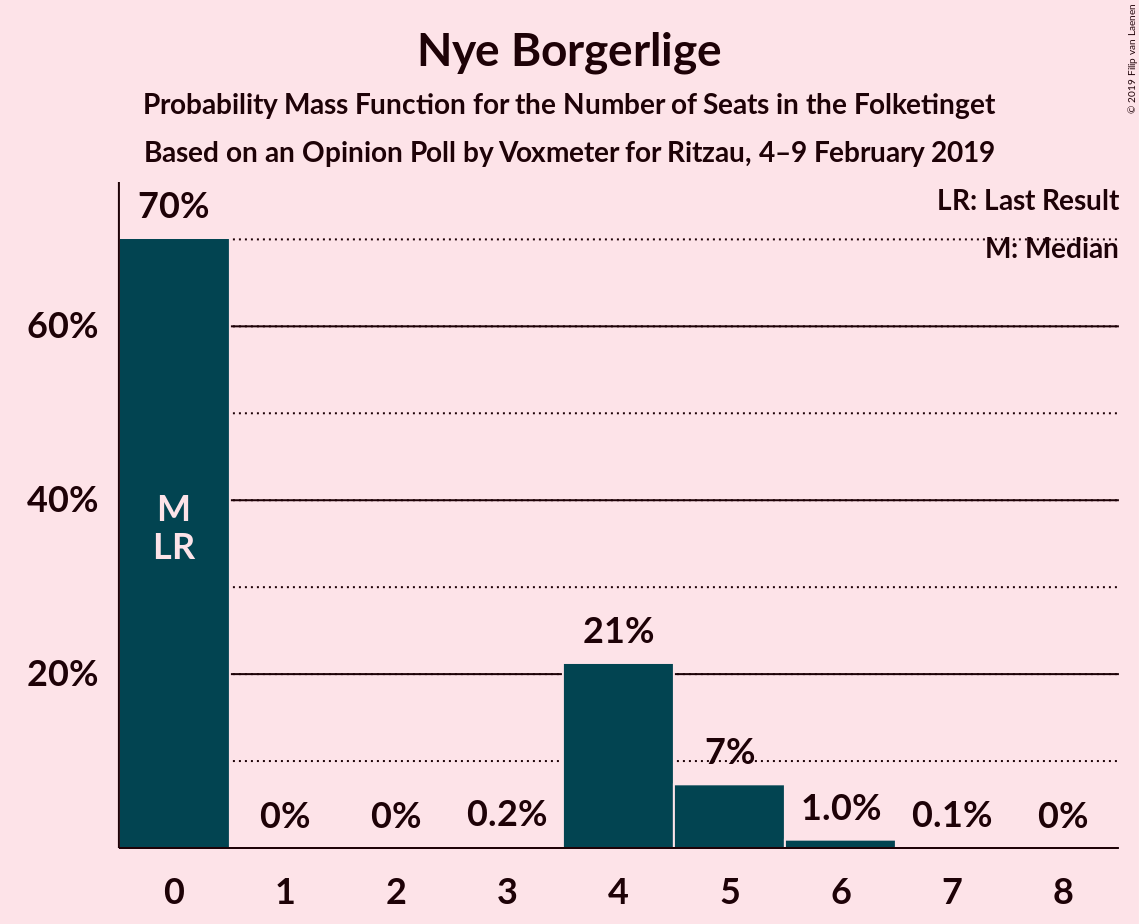 Nye Borgerlige
Probability Mass Function for the Number of Seats in the Folketinget
Based on an Opinion Poll by Voxmeter for Ritzau, 4–9 February 2019
© 2019 Filip van Laenen
LR: Last Result
M: Median
70%
60%
40%
20%
M
LR
0%
0%
0.2%
21%
7%
1.0%
0.1%
0%
0 1 2 3 4 5 6 7 8